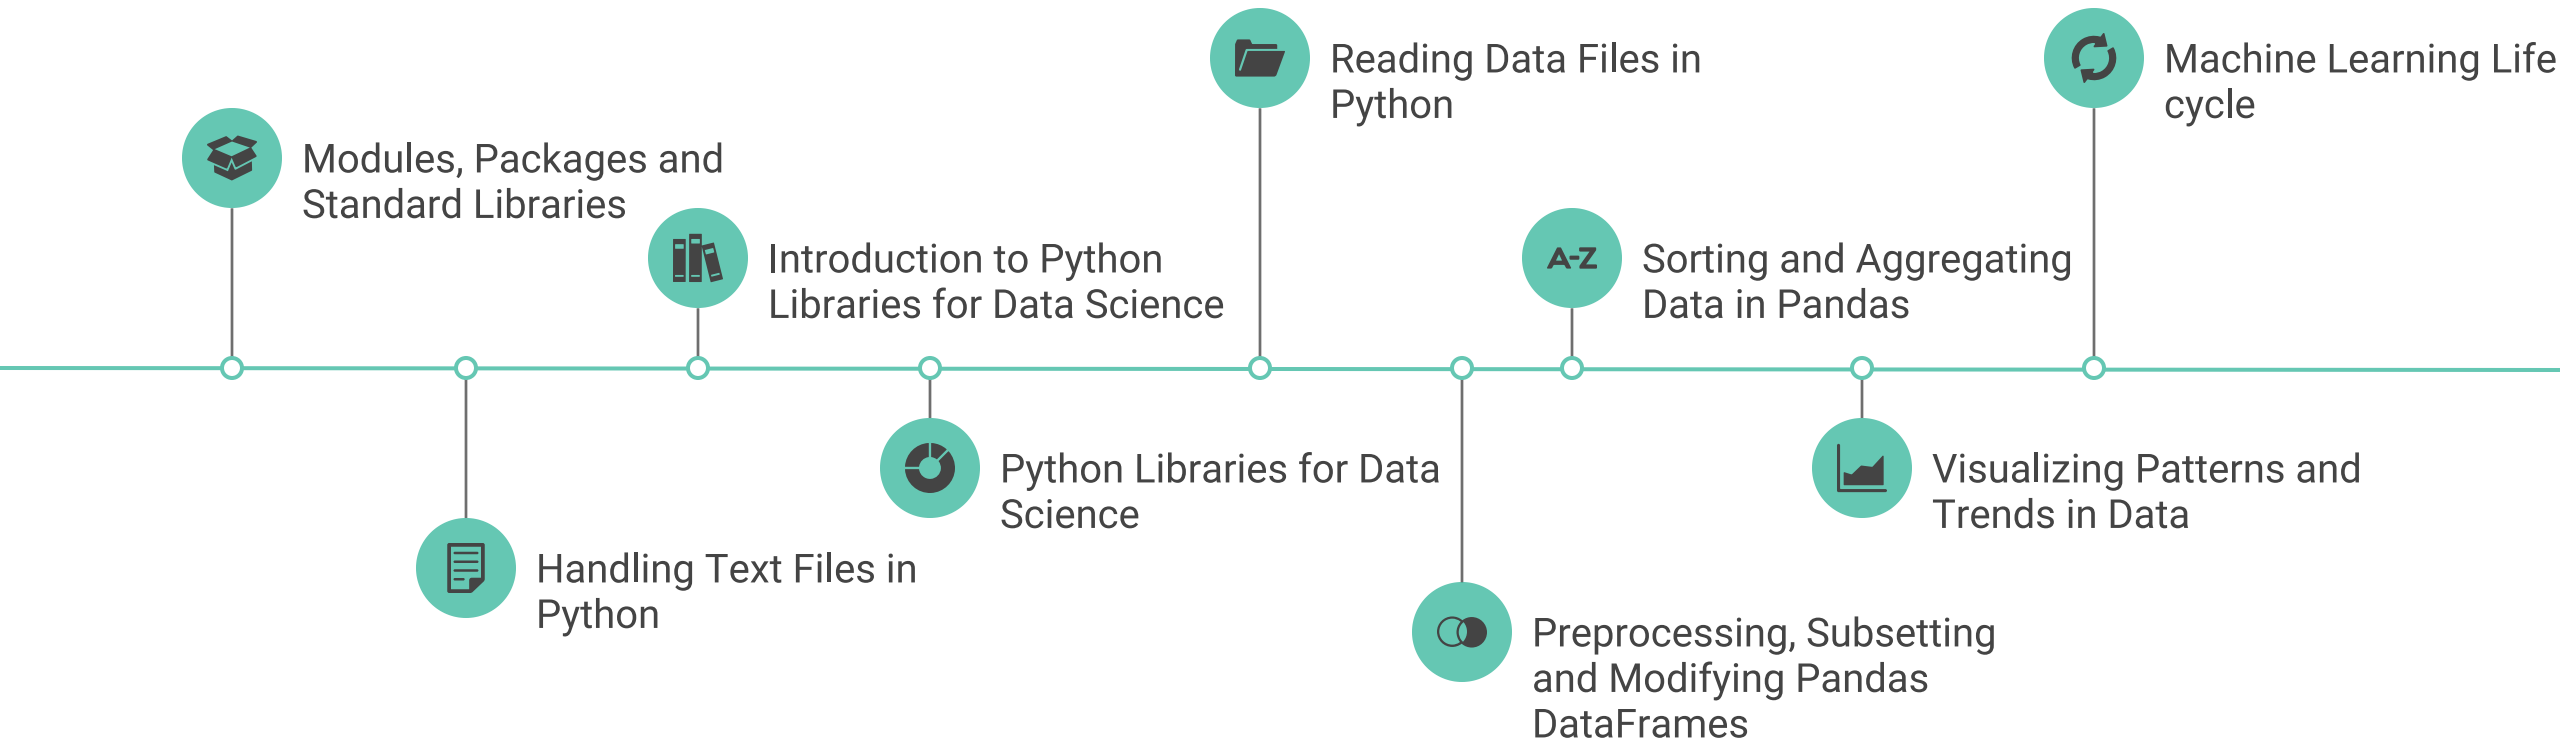 Modules, Packages and
Standard Libraries
Handling Text Files in
Python
Introduction to Python
Libraries for Data Science
Python Libraries for Data
Science
Reading Data Files in
Python
Preprocessing, Subsetting
and Modifying Pandas
DataFrames
A-Z
Sorting and Aggregating
Data in Pandas
Visualizing Patterns and
Trends in Data
Machine Learning Life
cycle